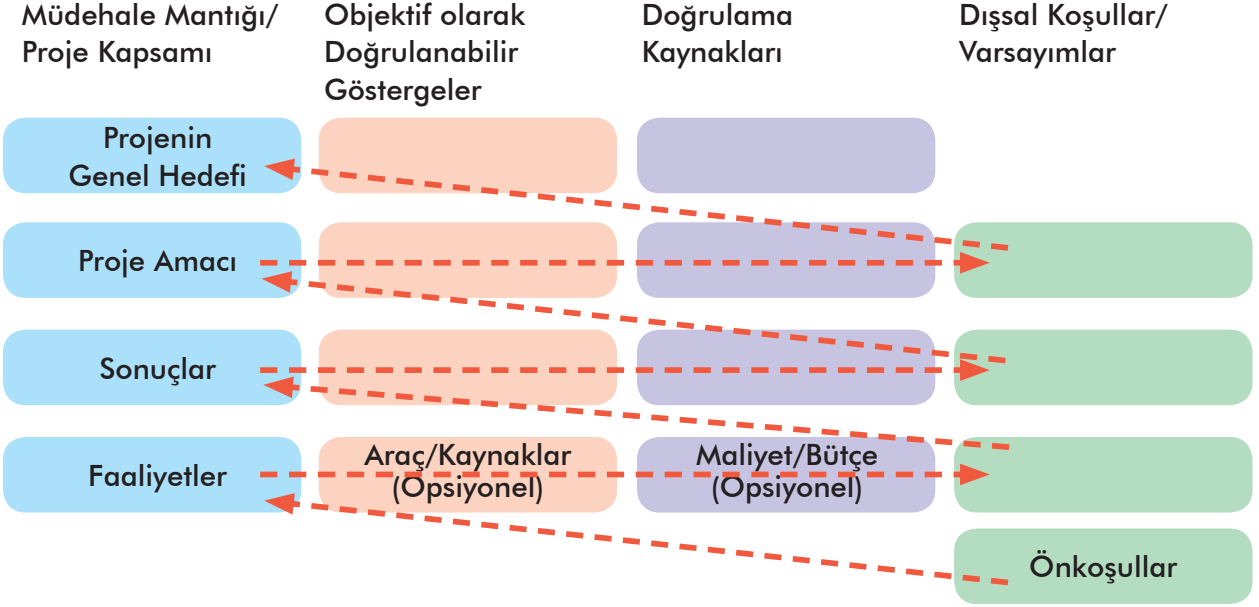 Müdehale Mantığı/
Proje Kapsamı
Objektif olarak
Doğrulanabilir
Göstergeler
Doğrulama
Kaynakları
Dışsal Koşullar/
Varsayımlar
Projenin
Genel Hedefi
Proje Amacı
Sonuçlar
Faaliyetler
Araç/Kaynaklar
(Opsiyonel)
Maliyet/Bütçe
(Opsiyonel)
Önkoşullar